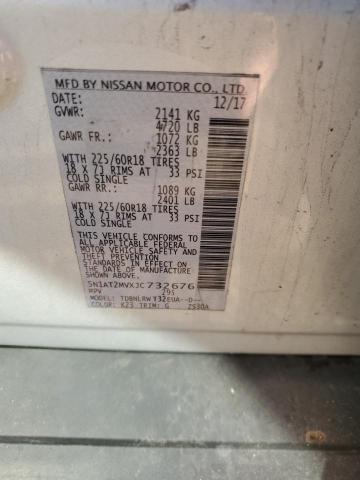 MFD BY NISSAN MOTOR CO., LTD.
DATE: 12/17
GVWR: 2141 KG
4720 LB
GAWR FR.: 1072 KG
2363 LB
WITH 225/60R18 TIRES
18 X 7J RIMS AT 33 PSI
COLD SINGLE
GAWR RR.: 1089 KG
2401 LB
WITH 225/60R18 TIRES
18 X 7J RIMS AT 33 PSI
COLD SINGLE
THIS VEHICLE CONFORMS TO
ALL APPLICABLE FEDERAL
MOTOR VEHICLE SAFETY AND
THEFT PREVENTION STANDARDS
IN EFFECT ON THE DATE OF
MANUFACTURE SHOWN ABOVE.
5N1AT2MVXJC732676
MPV 295
MODEL: TDBNLRWY32EUA--D--
COLOR: K23 TRIM: G ZS30A